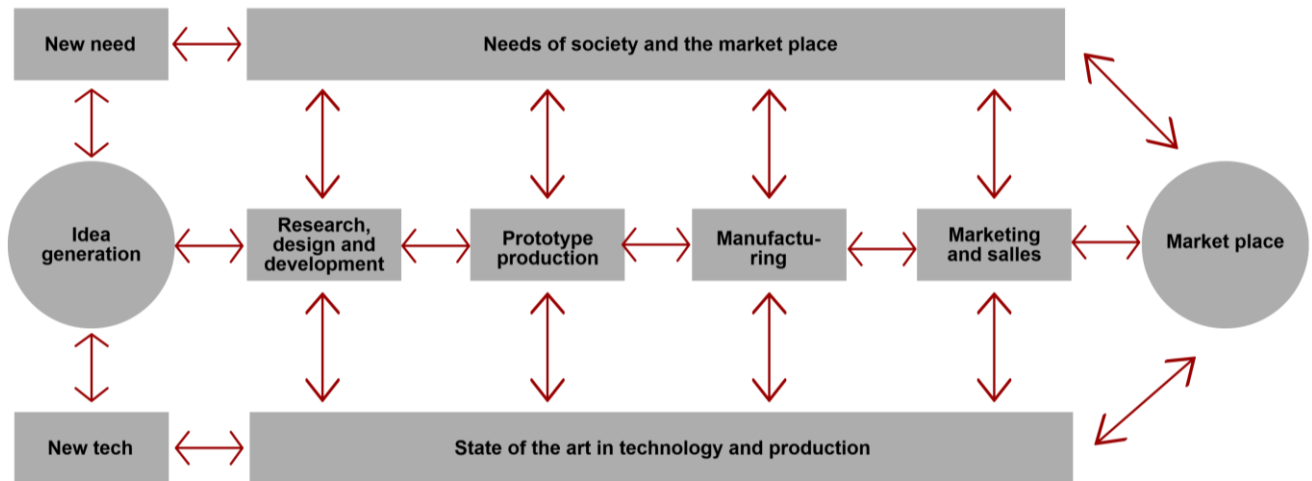 New need
Needs of society and the market place
Idea
generation
Research,
design and
development
Prototype
production
Manufactu-
ring
Marketing
and salles
Market place
New tech
State of the art in technology and production